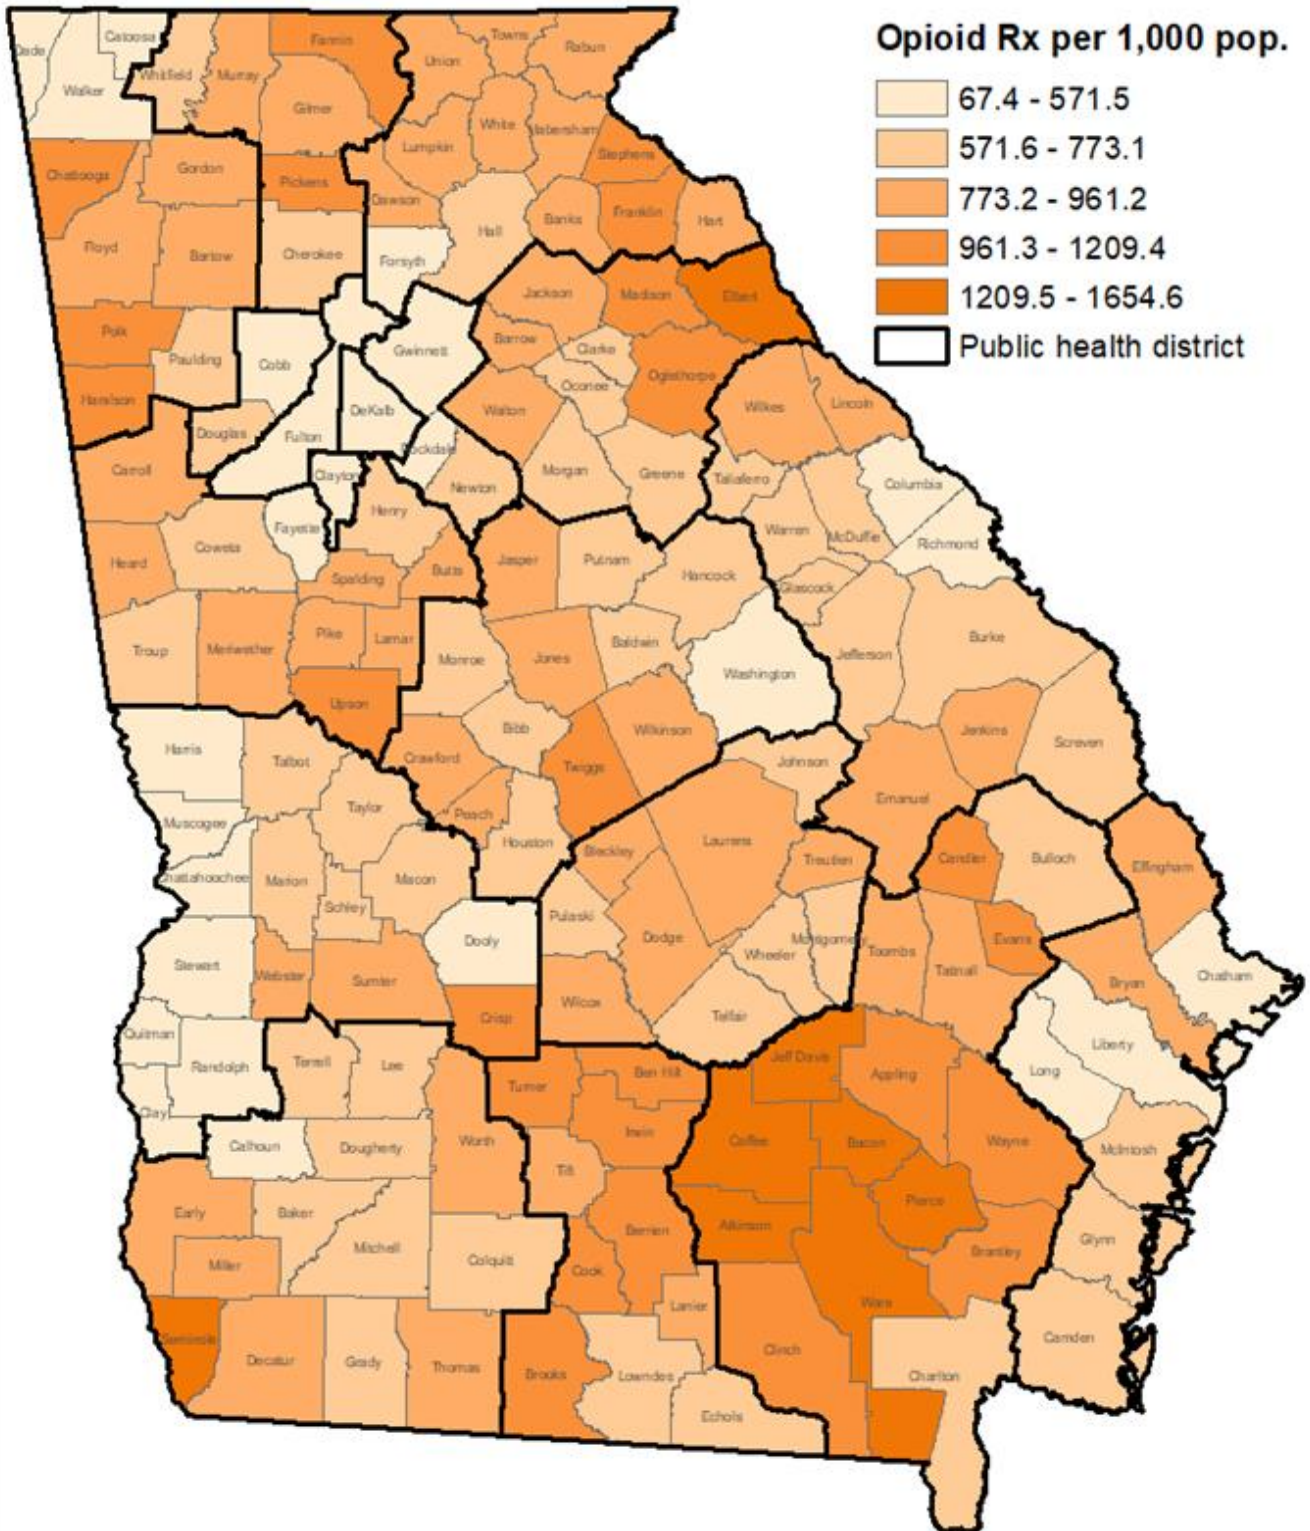 Opioid Rx per 1,000 pop.
67.4 - 571.5
571.6 - 773.1
773.2 - 961.2
961.3 - 1209.4
1209.5 - 1654.6
Public health district
Dade
Catoosa
Walker
Whitfield
Murray
Fannin
Gilmer
Union
Towns
Rabun
White
Habersham
Lumpkin
Stephens
Chattooga
Gordon
Pickens
Dawson
Hall
Banks
Franklin
Hart
Floyd
Bartow
Cherokee
Forsyth
Jackson
Madison
Elbert
Polk
Paulding
Cobb
Gwinnett
Barrow
Clarke
Oconee
Oglethorpe
Haralson
Douglas
Fulton
DeKalb
Rockdale
Walton
Wilkes
Lincoln
Carroll
Clayton
Newton
Morgan
Greene
Taliaferro
Columbia
Fayette
Henry
Warren
McDuffie
Richmond
Heard
Coweta
Spalding
Butts
Jasper
Putnam
Hancock
Glascock
Troup
Meriwether
Pike
Lamar
Monroe
Jones
Baldwin
Washington
Jefferson
Burke
Upson
Bibb
Wilkinson
Jenkins
Screven
Harris
Talbot
Crawford
Twiggs
Johnson
Muscogee
Taylor
Peach
Houston
Bleckley
Laurens
Treutlen
Emanuel
Candler
Bulloch
Effingham
Chattahoochee
Marion
Macon
Schley
Pulaski
Dodge
Wheeler
Montgomery
Toombs
Tattnall
Evans
Stewart
Webster
Sumter
Dooly
Wilcox
Telfair
Bryan
Chatham
Quitman
Randolph
Crisp
Terrell
Lee
Turner
Ben Hill
Jeff Davis
Appling
Long
Liberty
Clay
Calhoun
Dougherty
Worth
Irwin
Tift
Coffee
Bacon
Wayne
McIntosh
Early
Baker
Mitchell
Berrien
Atkinson
Pierce
Brantley
Glynn
Miller
Colquitt
Cook
Lanier
Ware
Seminole
Decatur
Grady
Thomas
Brooks
Lowndes
Echols
Clinch
Charlton
Camden